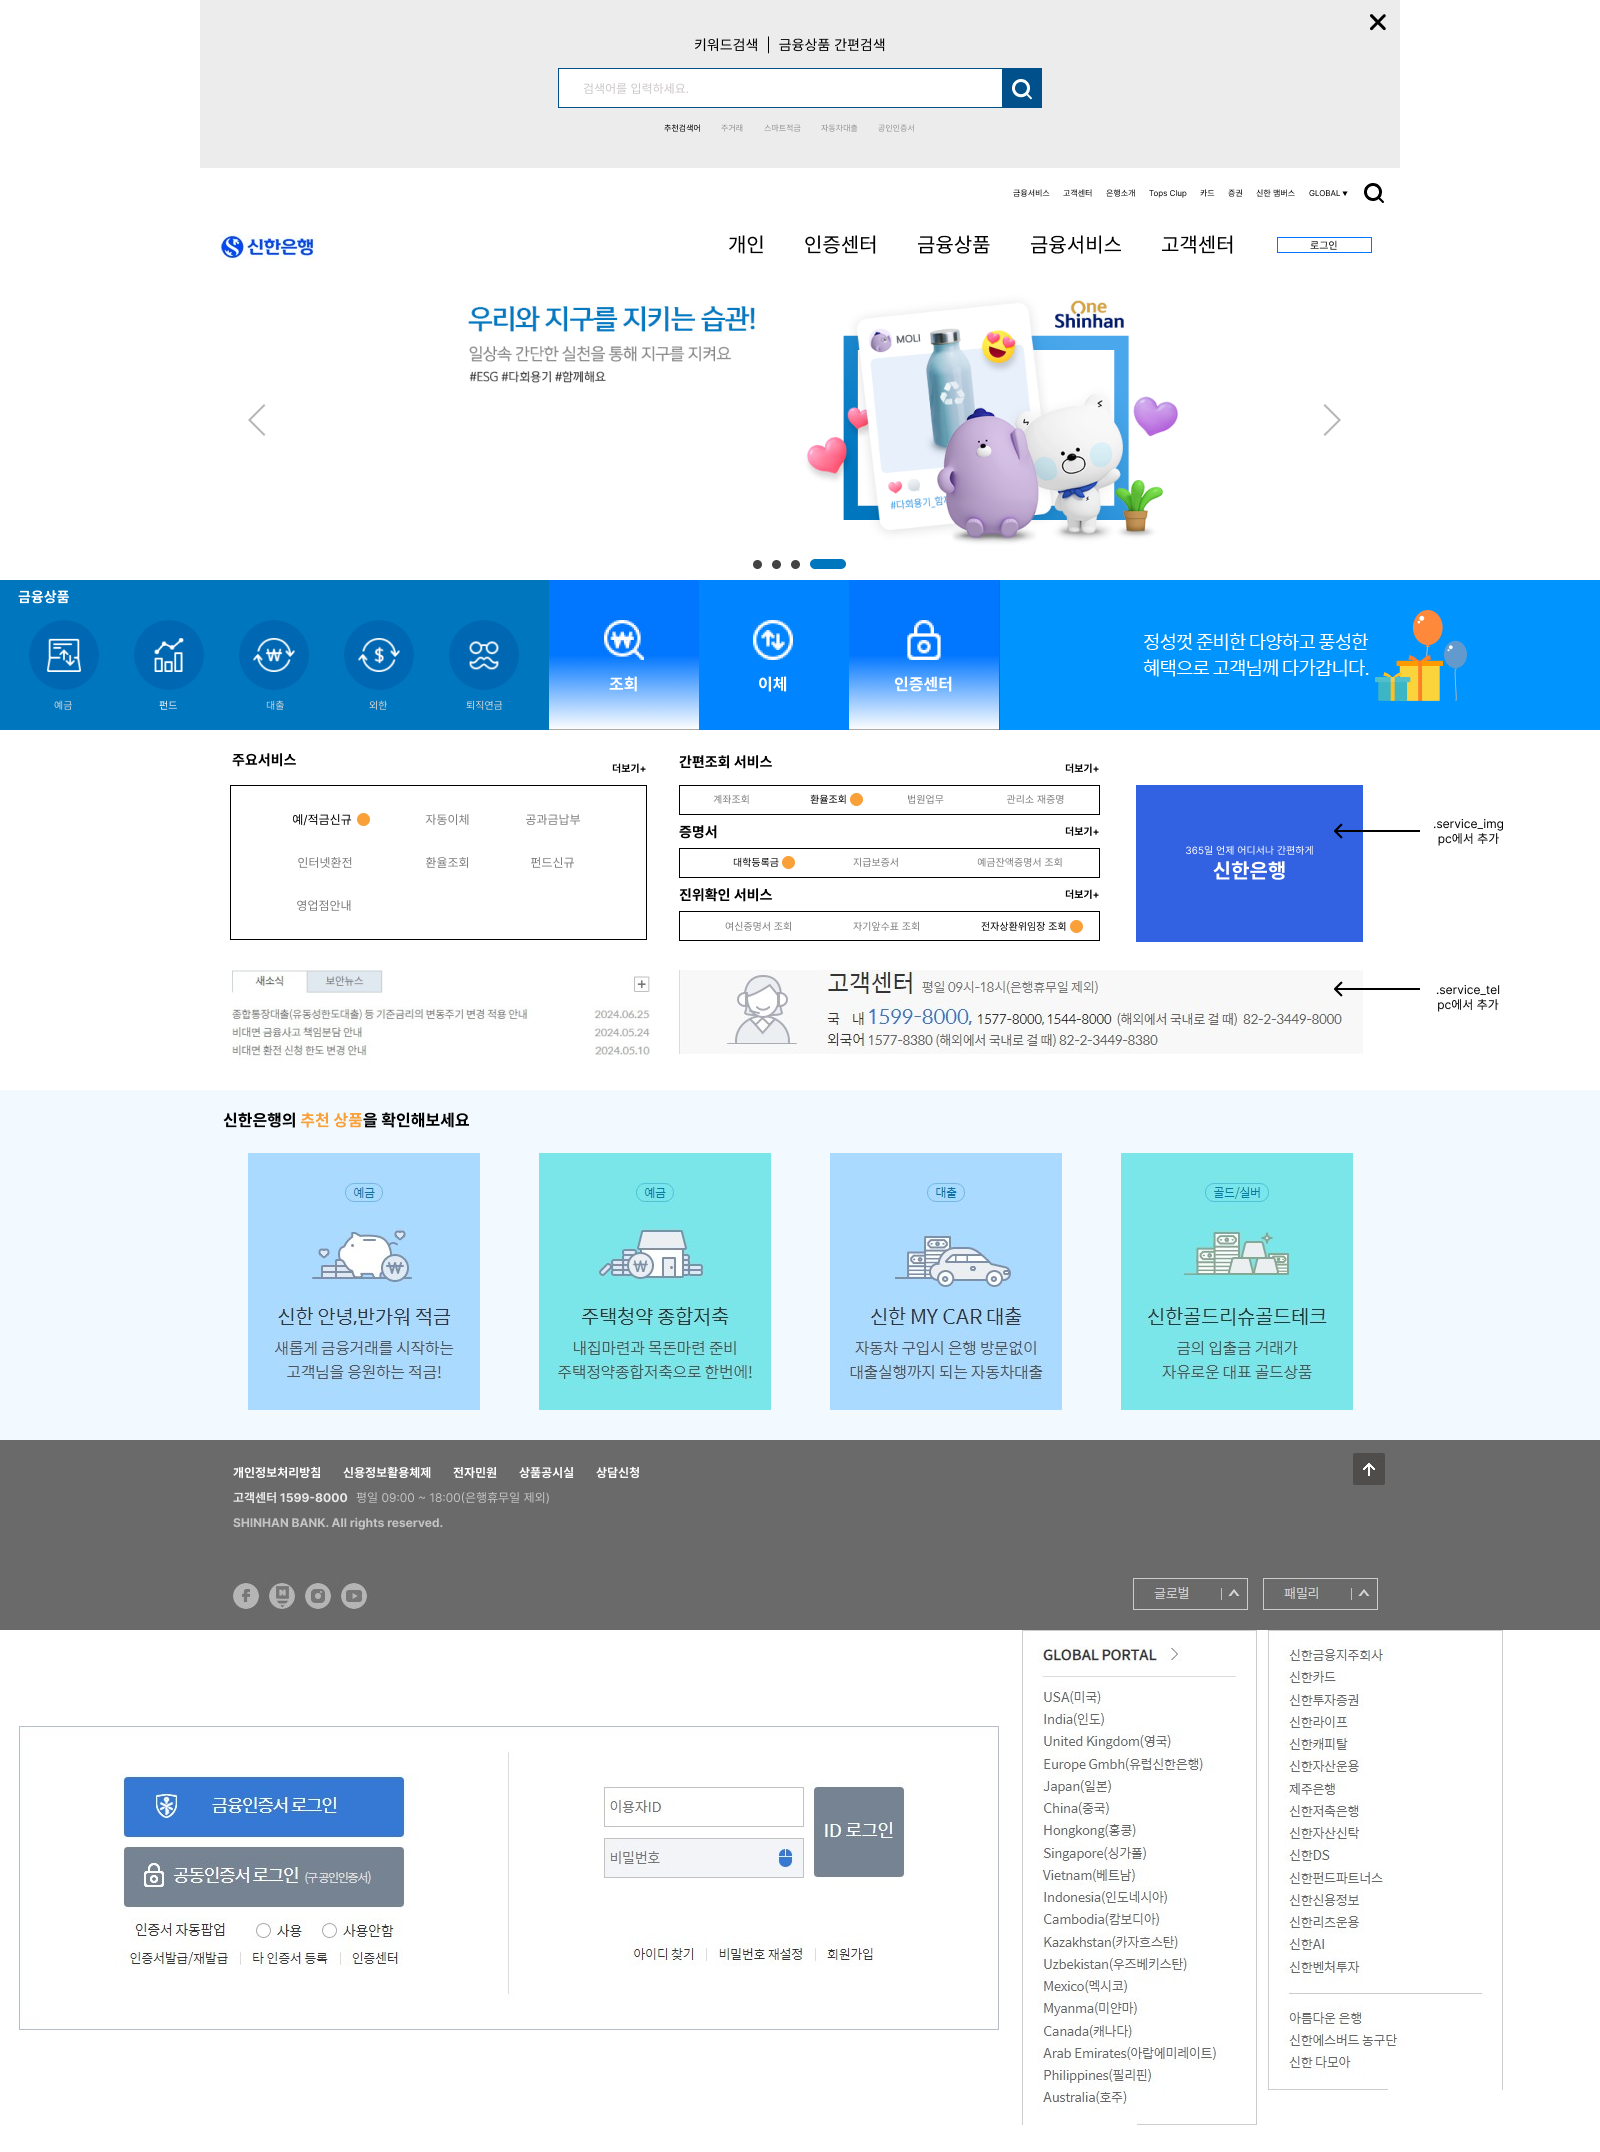 키워드검색 | 금융상품 간편검색
검색어를 입력하세요.
추천검색어 주거래 스마트적금 자동차대출 공인인증서
금융서비스 고객센터 은행소개 Tops Clup 카드 증권 신한 맴버스 GLOBAL ▾
신한은행
개인 인증센터 금융상품 금융서비스 고객센터 로그인
우리와 지구를 지키는 습관!
일상속 간단한 실천을 통해 지구를 지켜요
#ESG #다회용기 #함께해요
One
Shinhan
MOLI
#다회용기_함께
금융상품
예금 펀드 대출 외한 퇴직연금
조회
이체
인증센터
정성껏 준비한 다양하고 풍성한
혜택으로 고객님께 다가갑니다.
주요서비스 더보기+
예/적금신규 자동이체 공과금납부
인터넷환전 환율조회 펀드신규
영업점안내
간편조회 서비스 더보기+
계좌조회 환율조회 법원업무 관리소 재증명
증명서 더보기+
대학등록금 지급보증서 예금잔액증명서 조회
진위확인 서비스 더보기+
여신증명서 조회 자기앞수표 조회 전자상환위임장 조회
365일 언제 어디서나 간편하게
신한은행
.service_img
pc에서 추가
새소식 보안뉴스
종합통장대출(유동성한도대출) 등 기준금리의 변동주기 변경 적용 안내 2024.06.25
비대면 금융사고 책임분담 안내 2024.05.24
비대면 환전 신청 한도 변경 안내 2024.05.10
고객센터 평일 09시-18시(은행휴무일 제외)
국 내 1599-8000, 1577-8000, 1544-8000 (해외에서 국내로 걸 때) 82-2-3449-8000
외국어 1577-8380 (해외에서 국내로 걸 때) 82-2-3449-8380
.service_tel
pc에서 추가
신한은행의 추천 상품을 확인해보세요
예금
신한 안녕,반가워 적금
새롭게 금융거래를 시작하는
고객님을 응원하는 적금!
예금
주택청약 종합저축
내집마련과 목돈마련 준비
주택청약종합저축으로 한번에!
대출
신한 MY CAR 대출
자동차 구입시 은행 방문없이
대출실행까지 되는 자동차대출
골드/실버
신한골드리슈골드테크
금의 입출금 거래가
자유로운 대표 골드상품
개인정보처리방침 신용정보활용체제 전자민원 상품공시실 상담신청
고객센터 1599-8000 평일 09:00 ~ 18:00(은행휴무일 제외)
SHINHAN BANK. All rights reserved.
글로벌
패밀리
금융인증서 로그인
공동인증서 로그인 (구 공인인증서)
인증서 자동팝업 사용 사용안함
인증서발급/재발급 타 인증서 등록 인증센터
이용자ID
비밀번호
ID 로그인
아이디 찾기 비밀번호 재설정 회원가입
GLOBAL PORTAL
USA(미국)
India(인도)
United Kingdom(영국)
Europe Gmbh(유럽신한은행)
Japan(일본)
China(중국)
Hongkong(홍콩)
Singapore(싱가폴)
Vietnam(베트남)
Indonesia(인도네시아)
Cambodia(캄보디아)
Kazakhstan(카자흐스탄)
Uzbekistan(우즈베키스탄)
Mexico(멕시코)
Myanma(미얀마)
Canada(캐나다)
Arab Emirates(아랍에미레이트)
Philippines(필리핀)
Australia(호주)
신한금융지주회사
신한카드
신한투자증권
신한라이프
신한캐피탈
신한자산운용
제주은행
신한저축은행
신한자산신탁
신한DS
신한펀드파트너스
신한신용정보
신한리츠운용
신한AI
신한벤처투자
아름다운 은행
신한에스버드 농구단
신한 다모아